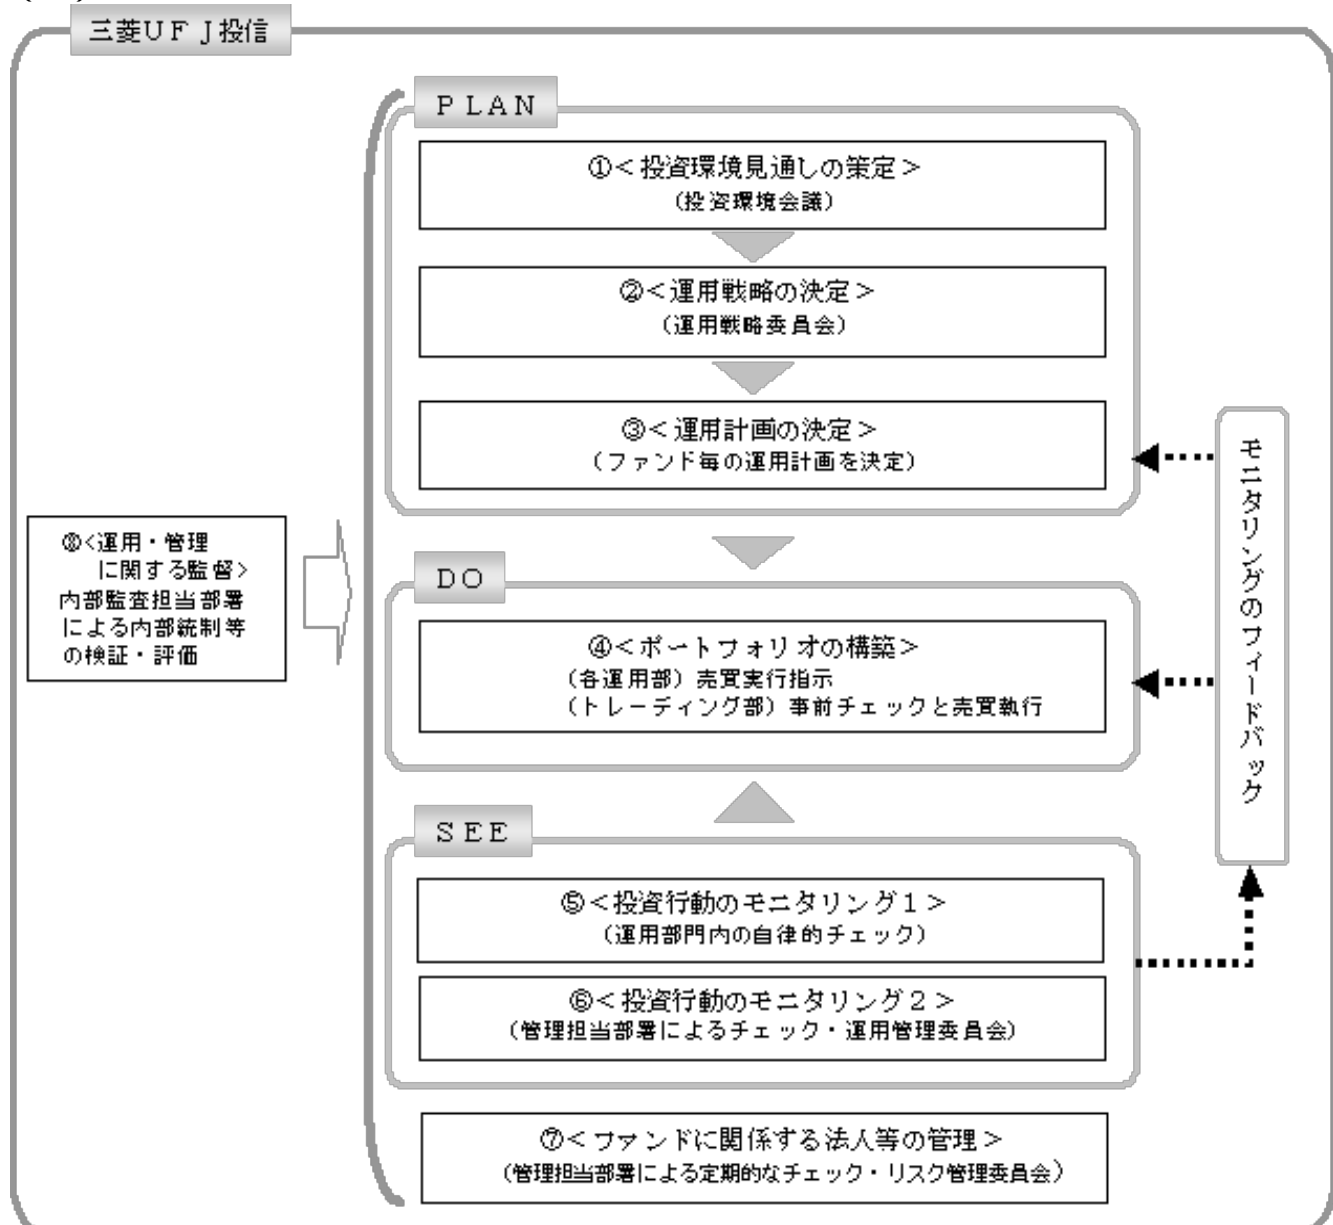 三菱ＵＦＪ投信
ＰＬＡＮ
①＜投資環境見通しの策定＞
（投資環境会議）
②＜運用戦略の決定＞
（運用戦略委員会）
③＜運用計画の決定＞
（ファンド毎の運用計画を決定）
⑧<運用・管理
に関する監督>
内部監査担当部署
による内部統制等
の検証・評価
ＤＯ
④＜ポートフォリオの構築＞
（各運用部）売買実行指示
（トレーディング部）事前チェックと売買執行
モニタリングのフィードバック
ＳＥＥ
⑤＜投資行動のモニタリング１＞
（運用部門内の自律的チェック）
⑥＜投資行動のモニタリング２＞
（管理担当部署によるチェック・運用管理委員会）
⑦＜ファンドに関係する法人等の管理＞
（管理担当部署による定期的なチェック・リスク管理委員会）